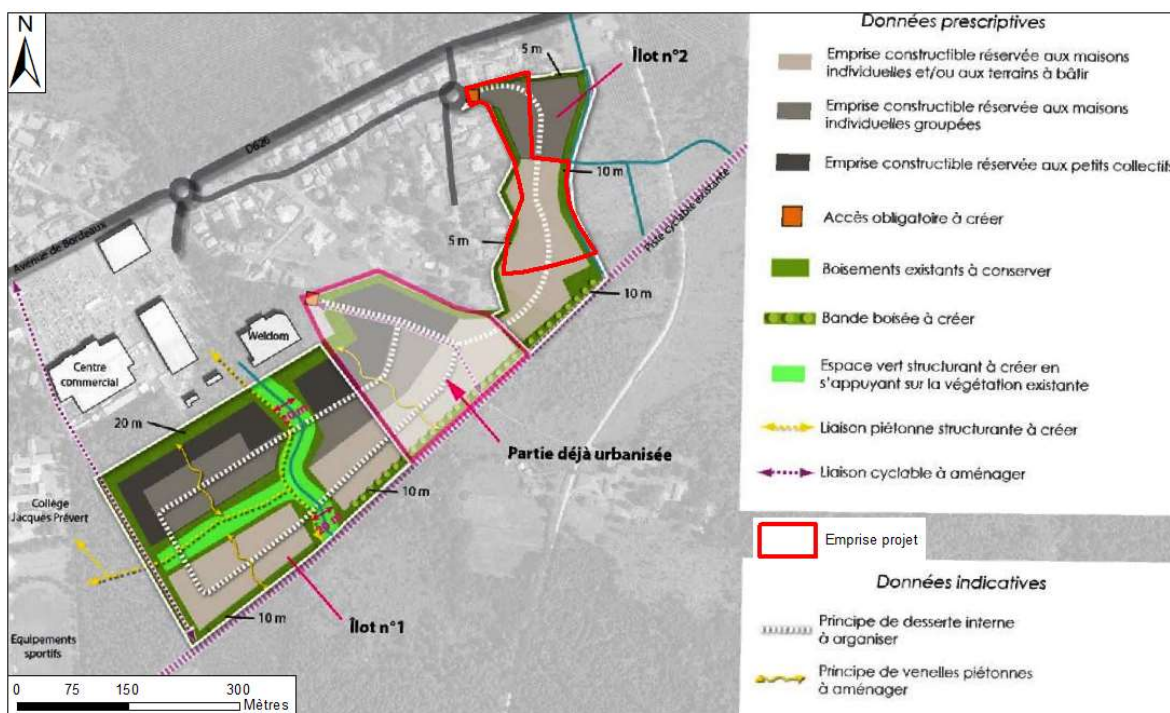 N
5 m
Îlot n°2
D626
10 m
Avenue de Bordeaux
Piste cyclable existante
5 m
10 m
Weldom
Centre
commercial
20 m
Partie déjà urbanisée
10 m
Collège
Jacques Prévert
10 m
Îlot n°1
Equipements
sportifs
0 75 150 300
Mètres
Données prescriptives
Emprise constructible réservée aux maisons
individuelles et/ou aux terrains à bâtir
Emprise constructible réservée aux maisons
individuelles groupées
Emprise constructible réservée aux petits collectifs
Accès obligatoire à créer
Boisements existants à conserver
Bande boisée à créer
Espace vert structurant à créer en
s'appuyant sur la végétation existante
Liaison piétonne structurante à créer
Liaison cyclable à aménager
Emprise projet
Données indicatives
Principe de desserte interne
à organiser
Principe de venelles piétonnes
à aménager